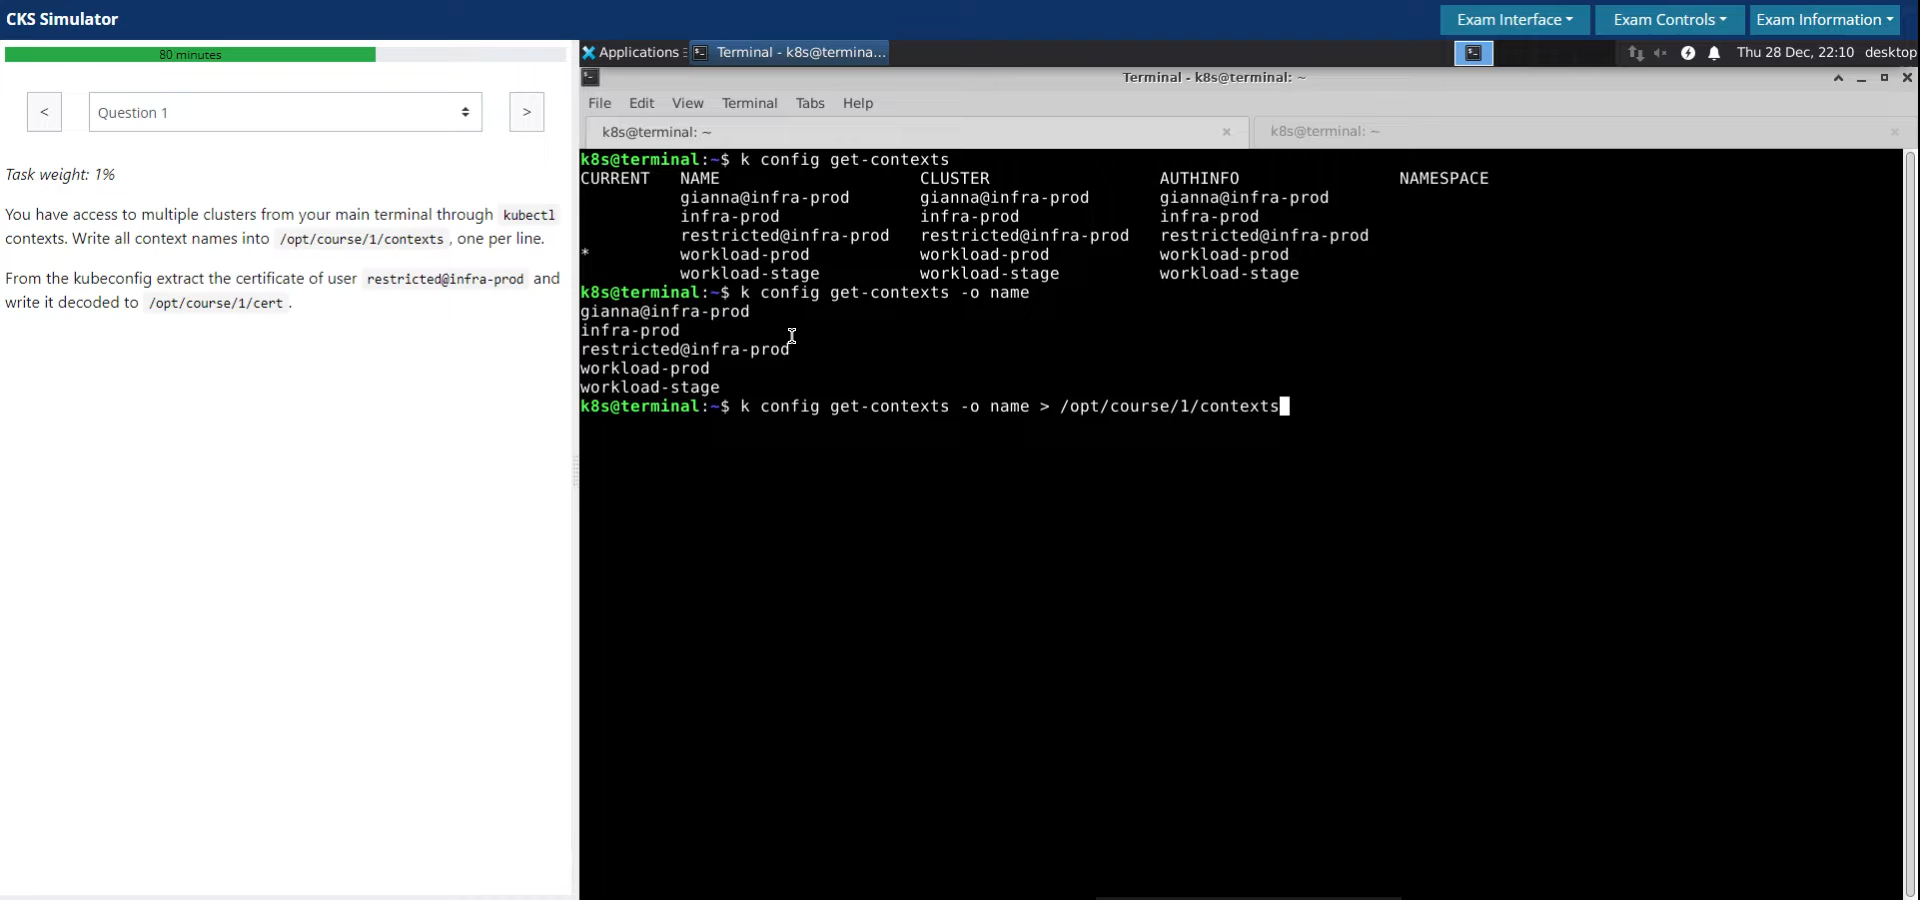 CKS Simulator
Exam Interface
Exam Controls
Exam Information
80 minutes
<
Question 1
>
Task weight: 1%
You have access to multiple clusters from your main terminal through kubectl
contexts. Write all context names into /opt/course/1/contexts , one per line.
From the kubeconfig extract the certificate of user restricted@infra-prod and
write it decoded to /opt/course/1/cert .
Applications
Terminal - k8s@termina...
Thu 28 Dec, 22:10 desktop
Terminal - k8s@terminal: ~
File Edit View Terminal Tabs Help
k8s@terminal: ~
k8s@terminal: ~
k8s@terminal:~$ k config get-contexts
CURRENT NAME CLUSTER AUTHINFO NAMESPACE
gianna@infra-prod gianna@infra-prod gianna@infra-prod
infra-prod infra-prod infra-prod
restricted@infra-prod restricted@infra-prod restricted@infra-prod
* workload-prod workload-prod workload-prod
workload-stage workload-stage workload-stage
k8s@terminal:~$ k config get-contexts -o name
gianna@infra-prod
infra-prod
restricted@infra-prod
workload-prod
workload-stage
k8s@terminal:~$ k config get-contexts -o name > /opt/course/1/contexts